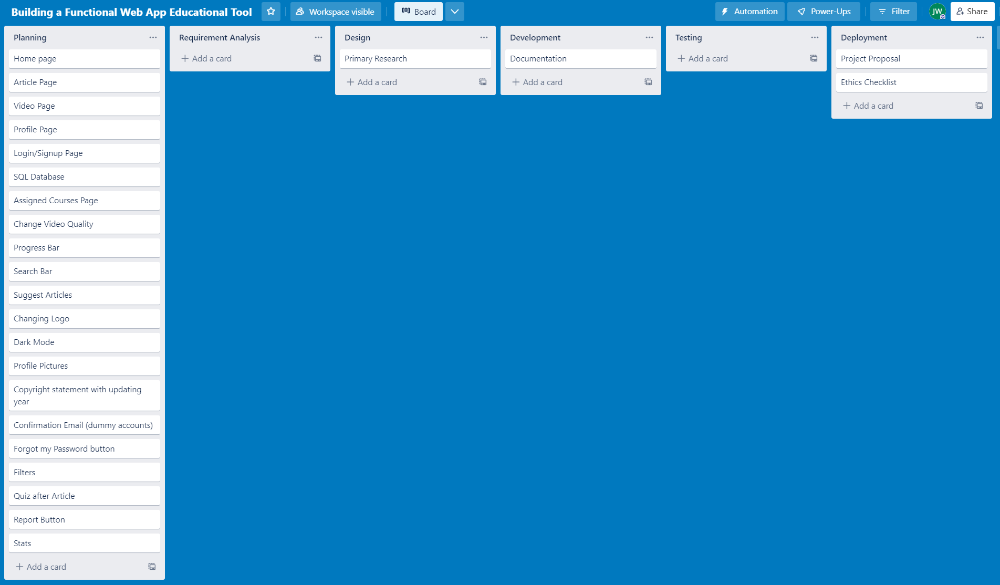 Building a Functional Web App Educational Tool
Workspace visible
Board
Automation
Power-Ups
Filter
JW
Share
Planning
Home page
Article Page
Video Page
Profile Page
Login/Signup Page
SQL Database
Assigned Courses Page
Change Video Quality
Progress Bar
Search Bar
Suggest Articles
Changing Logo
Dark Mode
Profile Pictures
Copyright statement with updating
year
Confirmation Email (dummy accounts)
Forgot my Password button
Filters
Quiz after Article
Report Button
Stats
+ Add a card
Requirement Analysis
+ Add a card
Design
Primary Research
+ Add a card
Development
Documentation
+ Add a card
Testing
+ Add a card
Deployment
Project Proposal
Ethics Checklist
+ Add a card